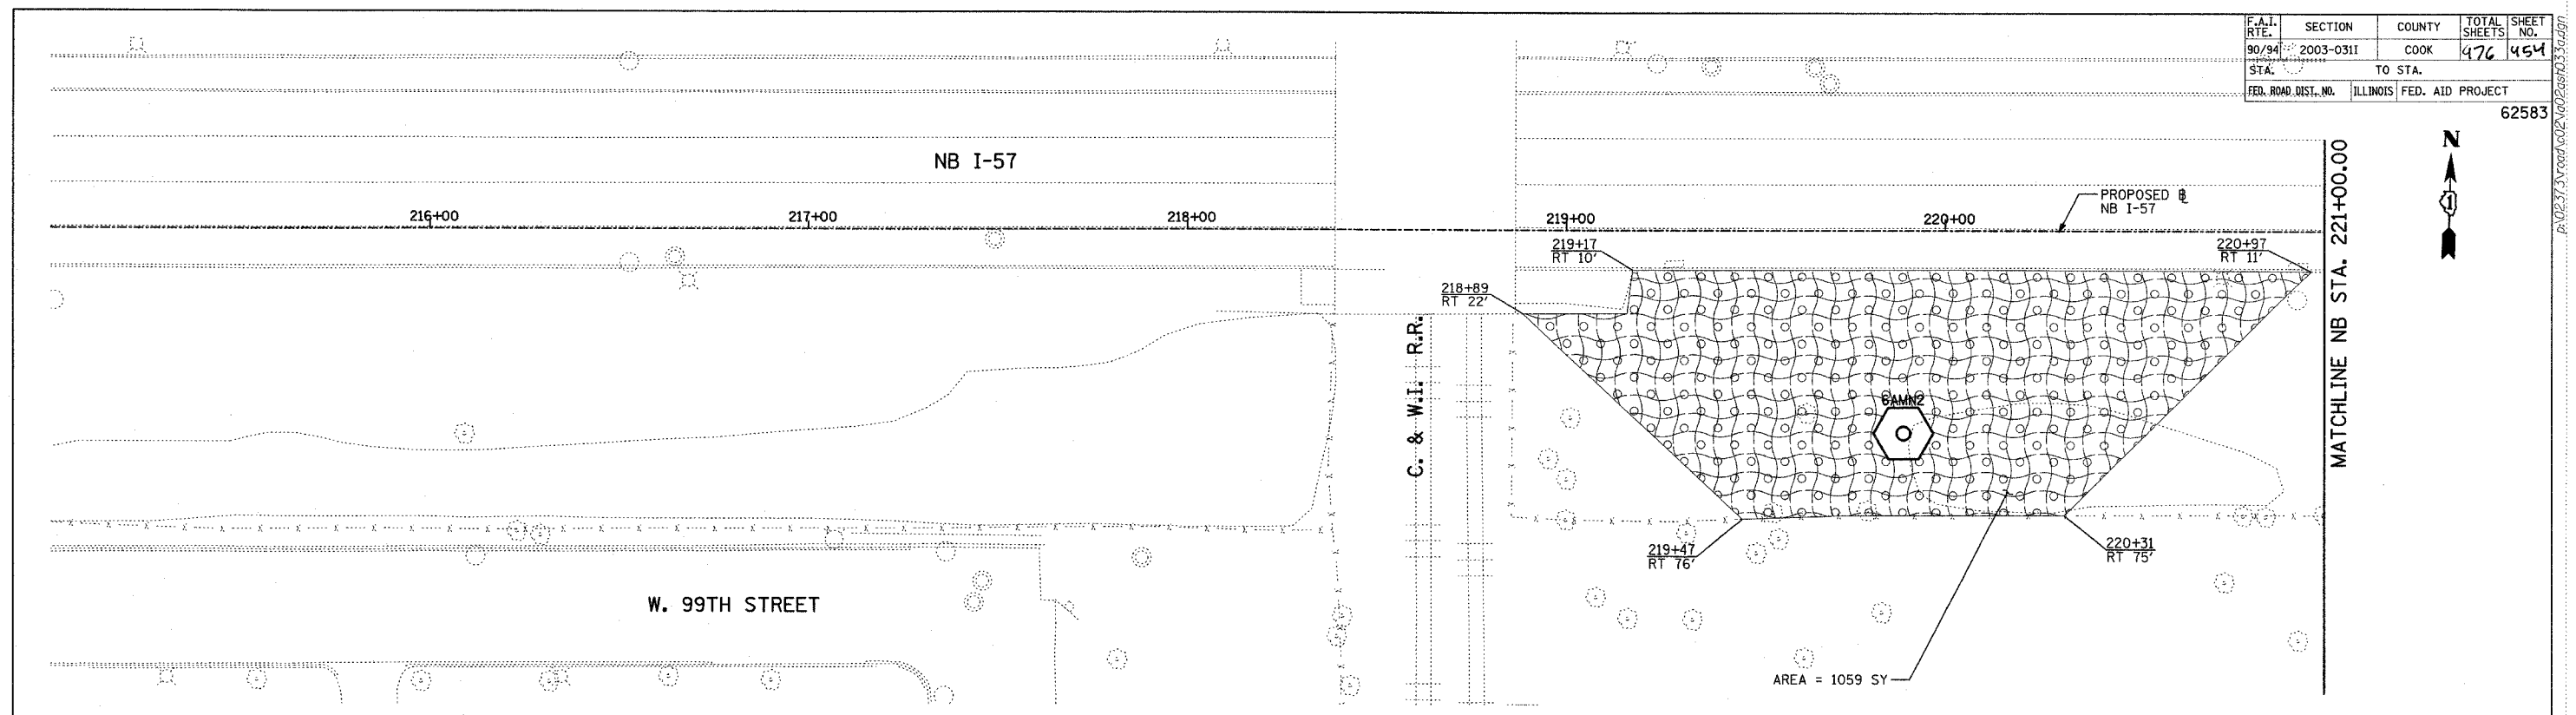 F.A.I. RTE. SECTION COUNTY TOTAL SHEETS SHEET NO.
90/94 2003-031I COOK 976 954
STA. TO STA.
FED. ROAD DIST. NO. ILLINOIS FED. AID PROJECT
62583
N
1
NB I-57
PROPOSED B
NB I-57
216+00 217+00 218+00 219+00 220+00
219+17
RT 10'
220+97
RT 11'
218+89
RT 22'
MATCHLINE NB STA. 221+00.00
C. & W.I. R.R.
6AMN2
219+47
RT 76'
220+31
RT 75'
W. 99TH STREET
AREA = 1059 SY